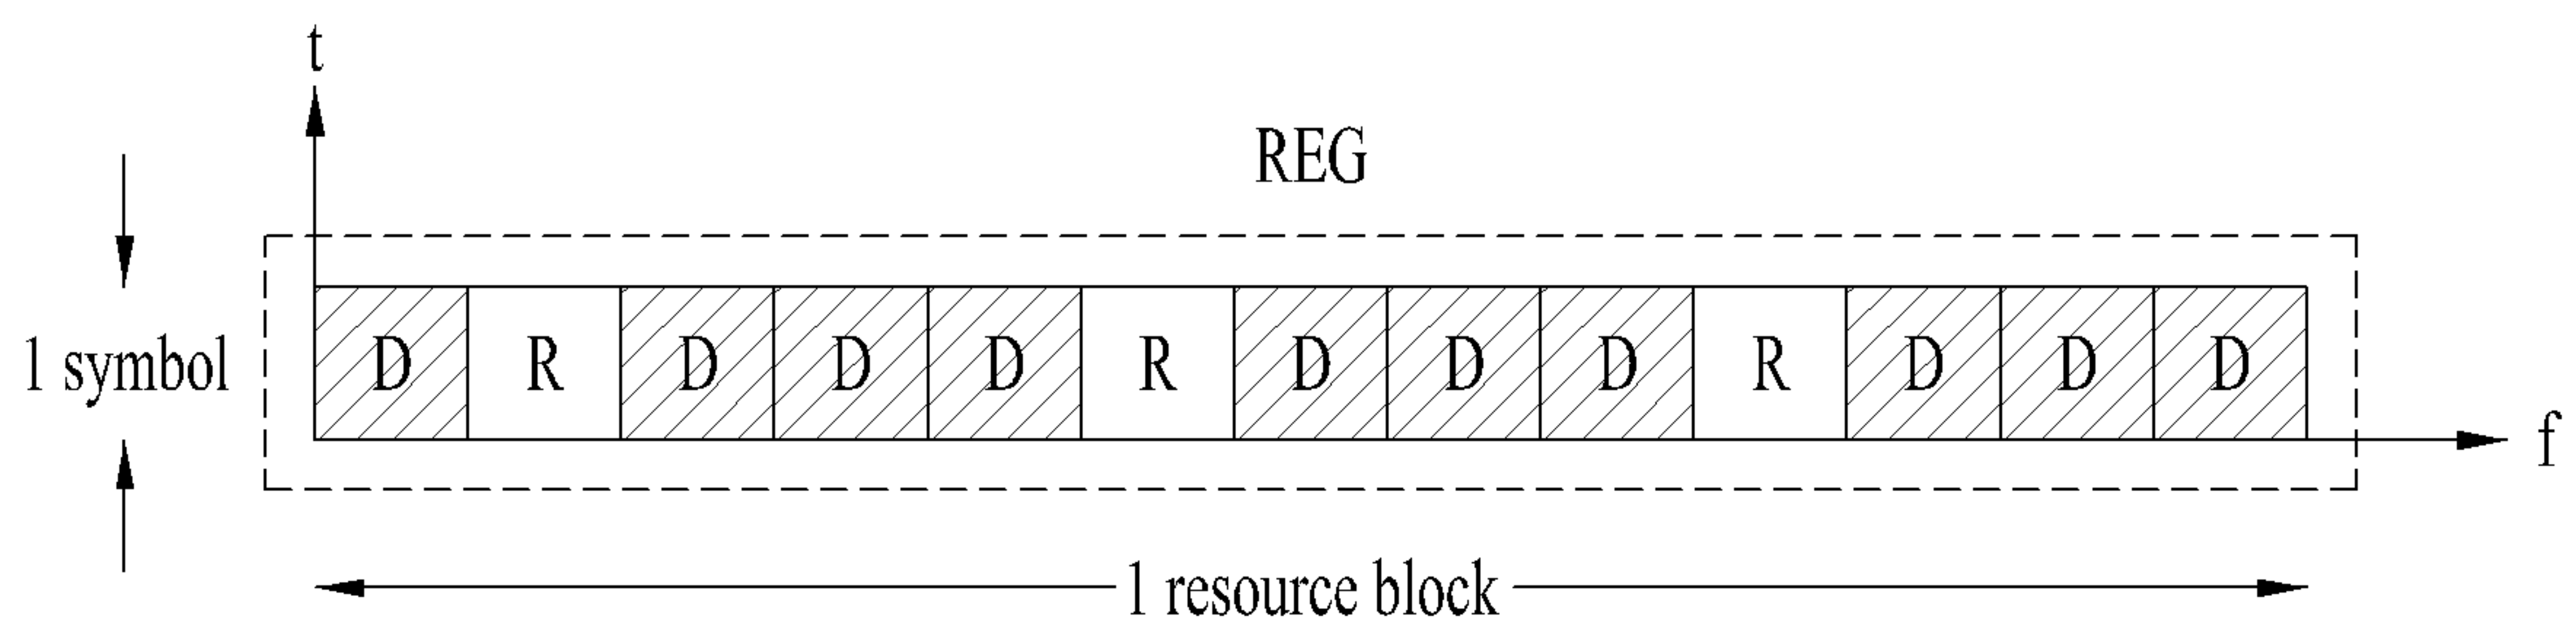 t
REG
1 symbol
D R D D D R D D D R D D D
f
1 resource block